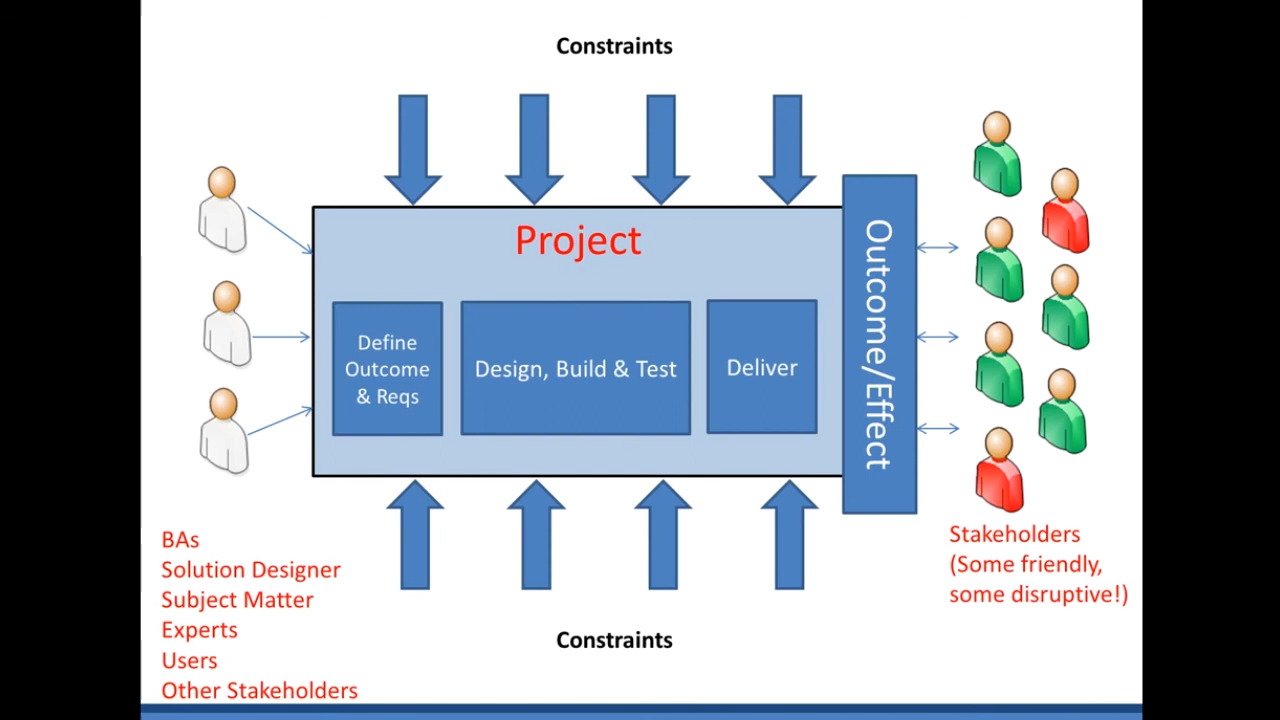 Constraints
Project
Define
Outcome
& Reqs
Design, Build & Test
Deliver
Outcome/Effect
BAs
Solution Designer
Subject Matter
Experts
Users
Other Stakeholders
Stakeholders
(Some friendly,
some disruptive!)
Constraints